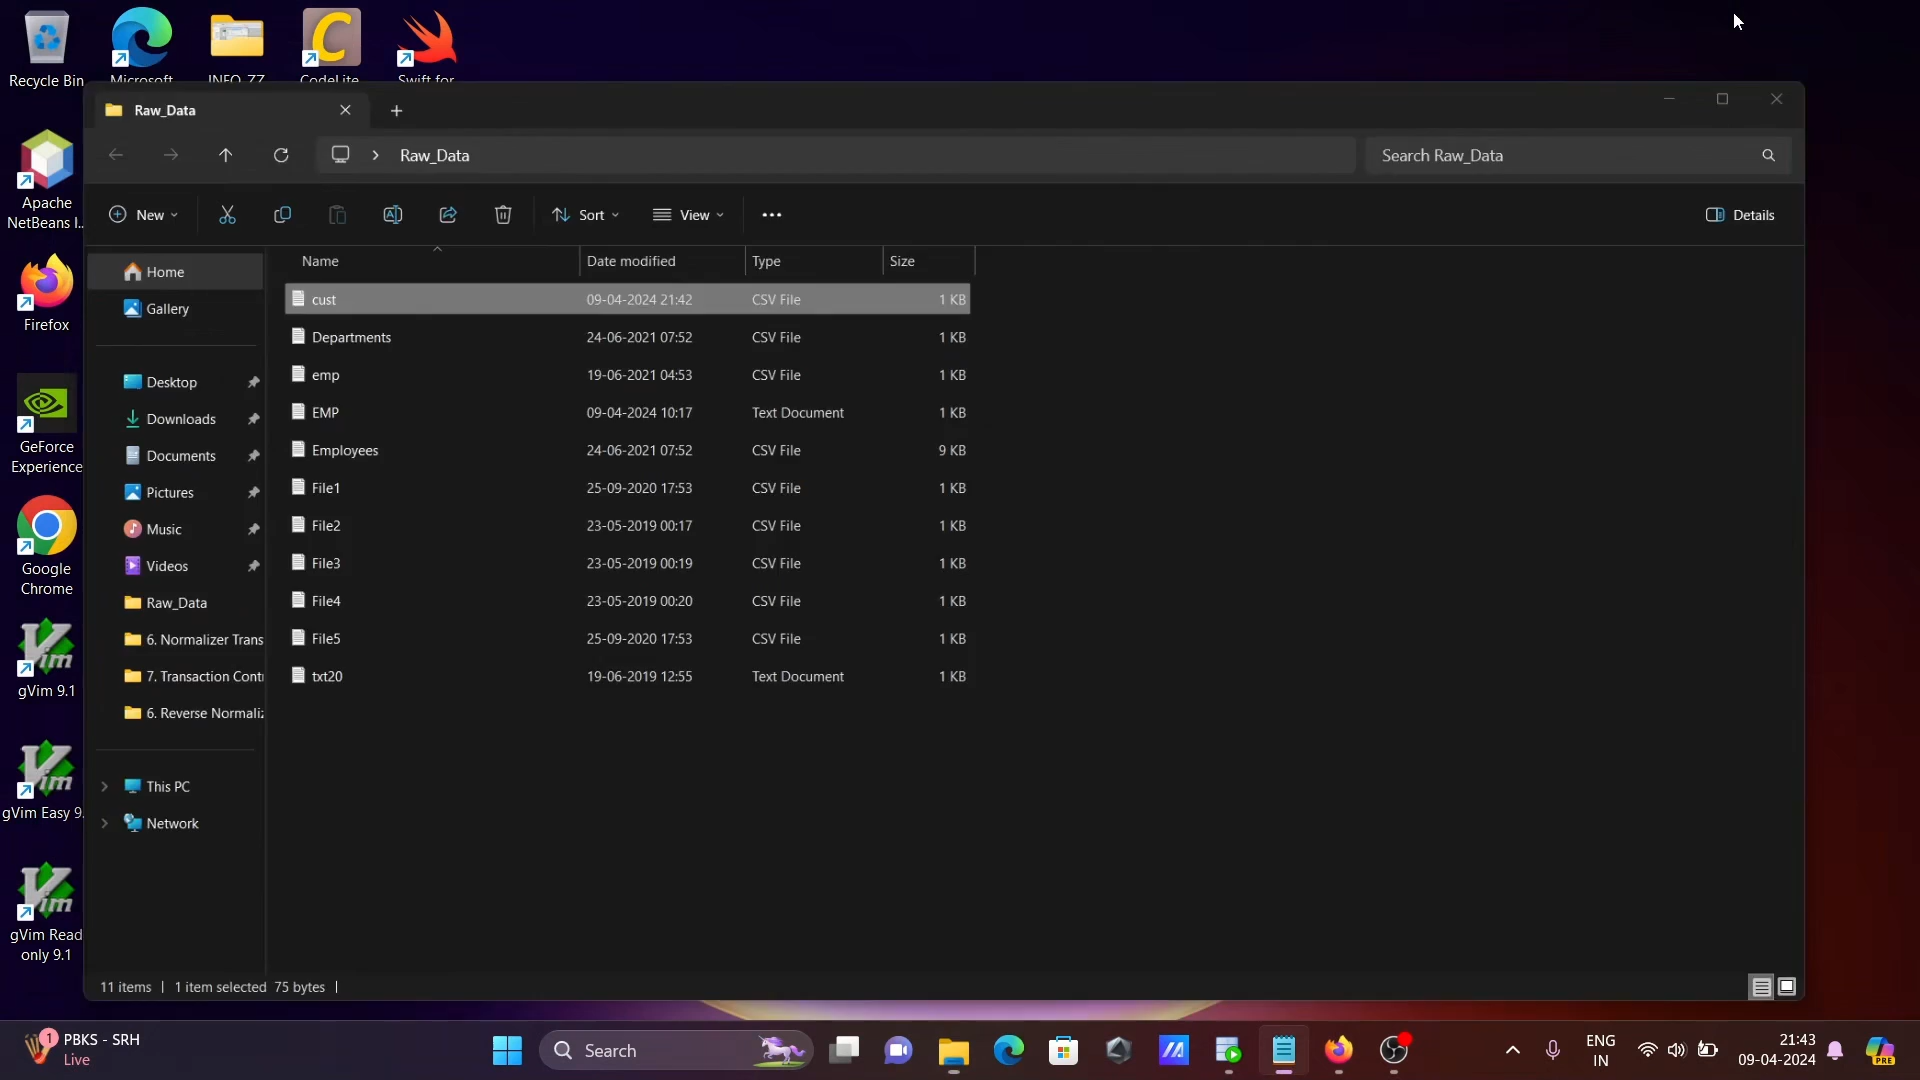 Recycle Bin
Microsoft
INFO_ZZ
CodeLite
Swift for
Raw_Data
Raw_Data
Search Raw_Data
New
Sort
View
Details
Apache
NetBeans I...
Firefox
GeForce
Experience
Google
Chrome
gVim 9.1
gVim Easy 9.
gVim Read
only 9.1
Home
Gallery
Desktop
Downloads
Documents
Pictures
Music
Videos
Raw_Data
6. Normalizer Trans
7. Transaction Contr
6. Reverse Normaliz
This PC
Network
Name Date modified Type Size
cust 09-04-2024 21:42 CSV File 1 KB
Departments 24-06-2021 07:52 CSV File 1 KB
emp 19-06-2021 04:53 CSV File 1 KB
EMP 09-04-2024 10:17 Text Document 1 KB
Employees 24-06-2021 07:52 CSV File 9 KB
File1 25-09-2020 17:53 CSV File 1 KB
File2 23-05-2019 00:17 CSV File 1 KB
File3 23-05-2019 00:19 CSV File 1 KB
File4 23-05-2019 00:20 CSV File 1 KB
File5 25-09-2020 17:53 CSV File 1 KB
txt20 19-06-2019 12:55 Text Document 1 KB
11 items | 1 item selected 75 bytes |
1
PBKS - SRH
Live
Search
ENG
IN
21:43
09-04-2024
PRE